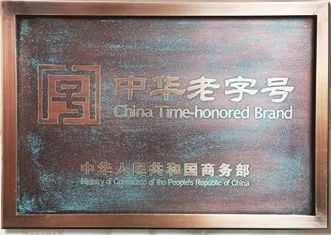 中华老字号
China Time-honored Brand
中华人民共和国商务部
Ministry of Commerce of the People's Republic of China